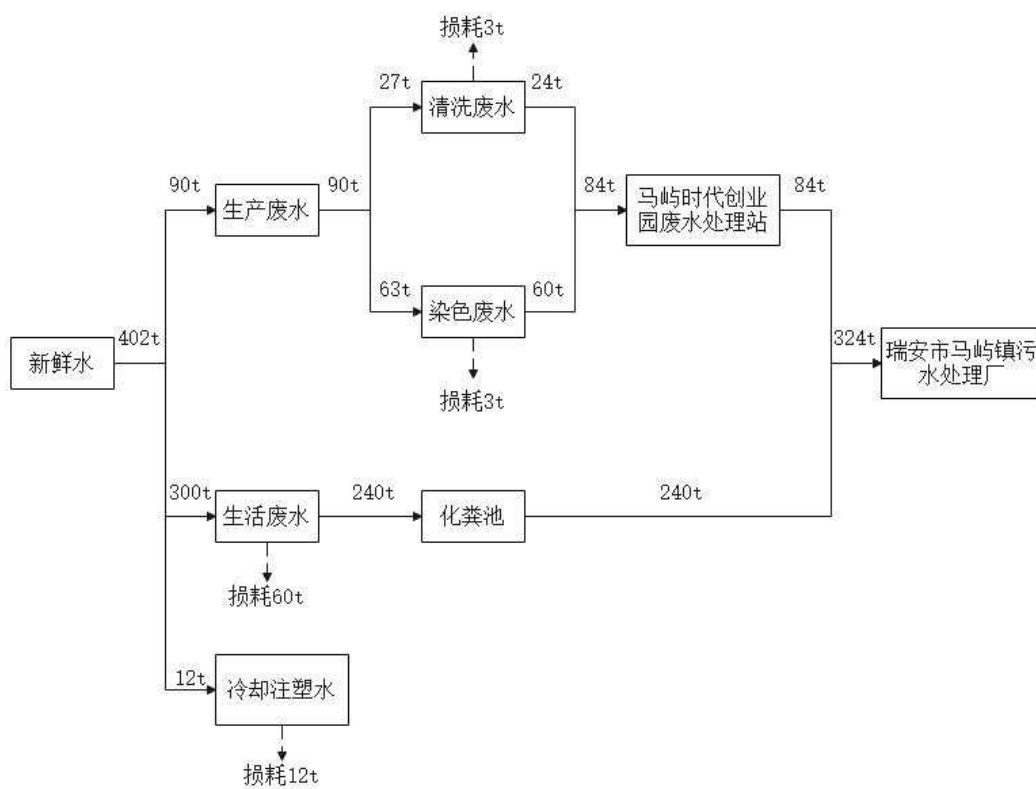 损耗3t
27t
清洗废水
24t
90t
生产废水
90t
84t
马屿时代创业
园废水处理站
84t
63t
染色废水
60t
损耗3t
新鲜水
402t
324t
瑞安市马屿镇污
水处理厂
300t
生活废水
240t
化粪池
240t
损耗60t
12t
冷却注塑水
损耗12t